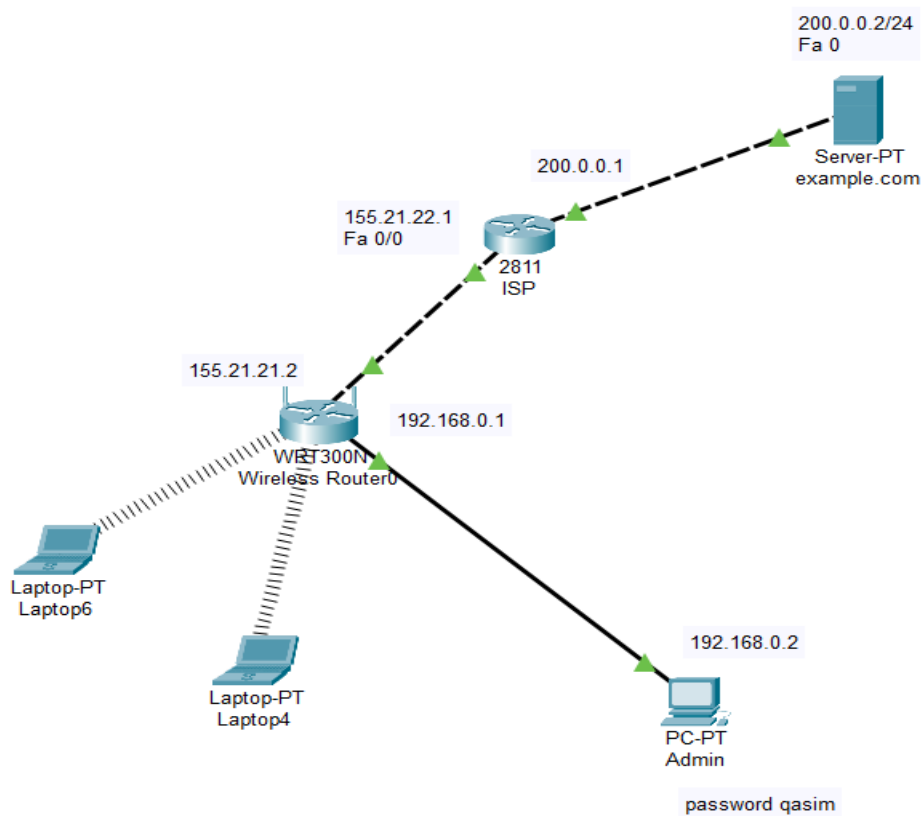 200.0.0.2/24
Fa 0
Server-PT
example.com
200.0.0.1
155.21.22.1
Fa 0/0
2811
ISP
155.21.21.2
192.168.0.1
WRT300N
Wireless Router0
Laptop-PT
Laptop6
Laptop-PT
Laptop4
192.168.0.2
PC-PT
Admin
password qasim